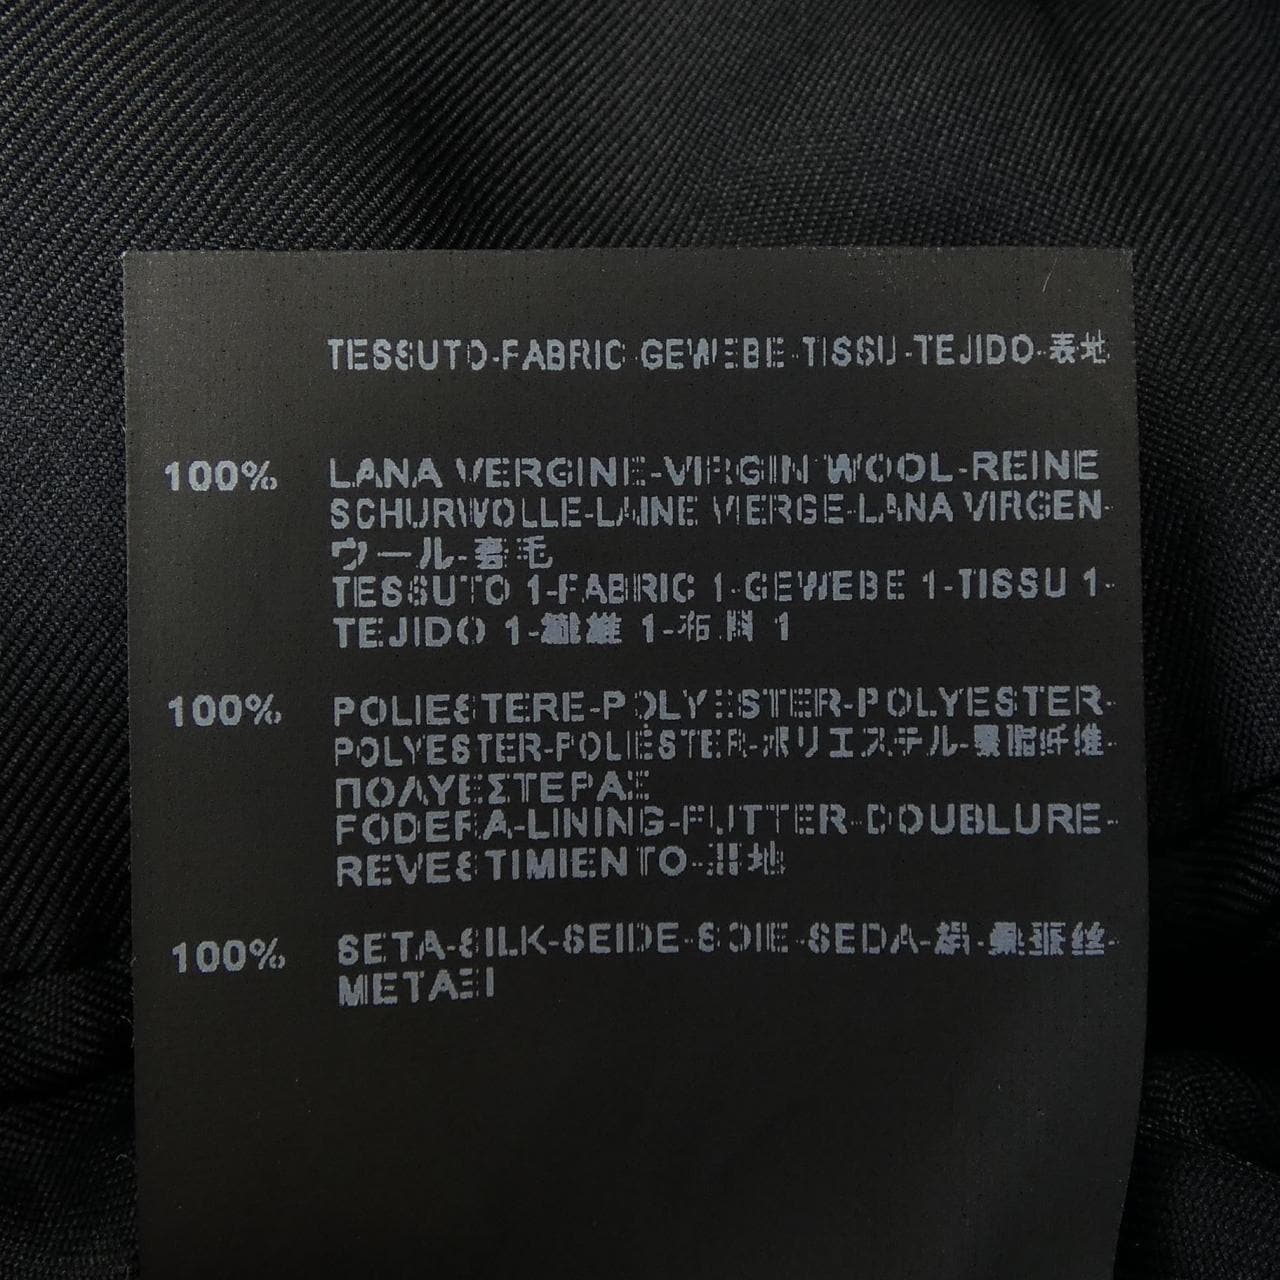 TESSUTO-FABRIC-GEWEBE-TISSU-TEJIDO-表地
100% LANA VERGINE-VIRGIN WOOL-REINE
SCHURWOLLE-LAINE VIERGE-LANA VIRGEN-
ウール-羊毛
TESSUTO 1-FABRIC 1-GEWEBE 1-TISSU 1-
TEJIDO 1-繊維 1-布料 1
100% POLIESTERE-POLYESTER-POLYESTER-
POLYESTER-POLIESTER-ポリエステル-聚脂纤维-
ΠΟΛΥΕΣΤΕΡΑΣ
FODERA-LINING-FUTTER-DOUBLURE-
REVESTIMIENTO-裏地
100% SETA-SILK-SEIDE-SOIE-SEDA-絹-桑蚕丝-
ΜΕΤΑΞΙ